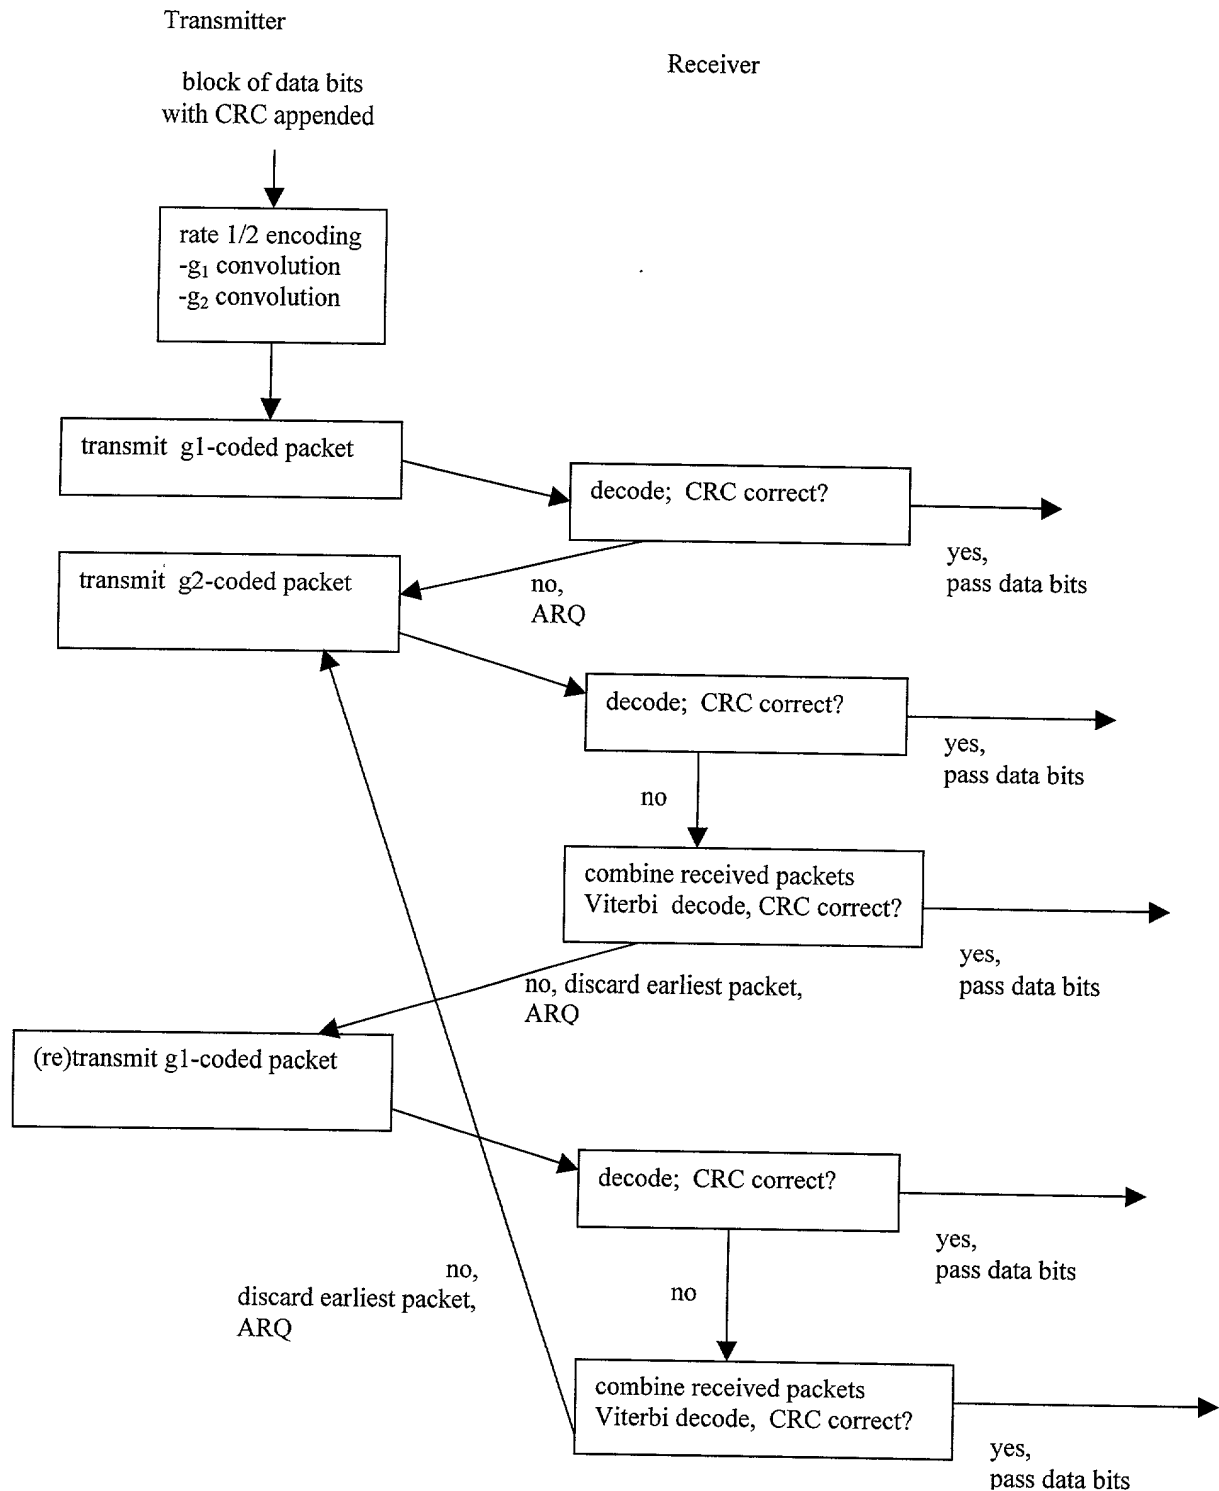 Transmitter
Receiver
block of data bits
with CRC appended
rate 1/2 encoding
-g₁ convolution
-g₂ convolution
transmit g1-coded packet
decode; CRC correct?
yes,
pass data bits
no,
ARQ
transmit g2-coded packet
decode; CRC correct?
yes,
pass data bits
no
combine received packets
Viterbi decode, CRC correct?
yes,
pass data bits
no, discard earliest packet,
ARQ
(re)transmit g1-coded packet
decode; CRC correct?
yes,
pass data bits
no
no,
discard earliest packet,
ARQ
combine received packets
Viterbi decode, CRC correct?
yes,
pass data bits